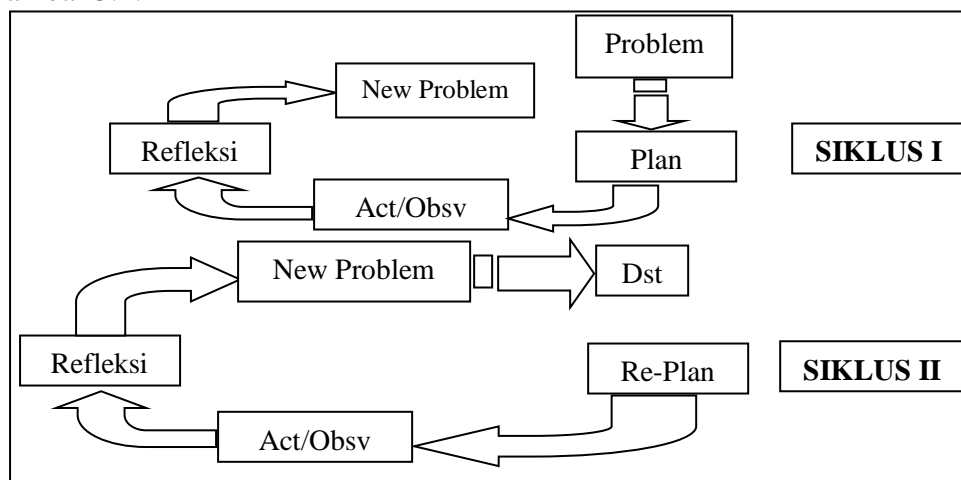 Problem
New Problem
Refleksi
Plan
SIKLUS I
Act/Obsv
New Problem
Dst
Refleksi
Re-Plan
SIKLUS II
Act/Obsv